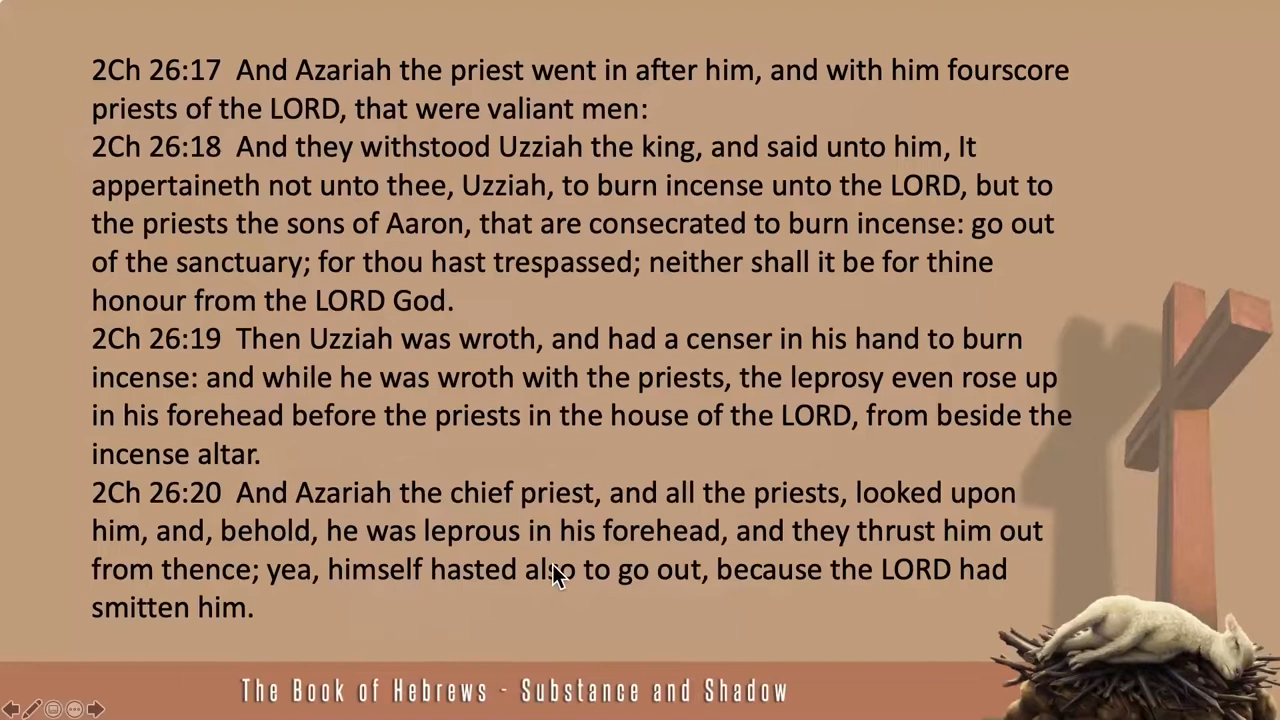 2Ch 26:17  And Azariah the priest went in after him, and with him fourscore
priests of the LORD, that were valiant men:
2Ch 26:18  And they withstood Uzziah the king, and said unto him, It
appertaineth not unto thee, Uzziah, to burn incense unto the LORD, but to
the priests the sons of Aaron, that are consecrated to burn incense: go out
of the sanctuary; for thou hast trespassed; neither shall it be for thine
honour from the LORD God.
2Ch 26:19  Then Uzziah was wroth, and had a censer in his hand to burn
incense: and while he was wroth with the priests, the leprosy even rose up
in his forehead before the priests in the house of the LORD, from beside the
incense altar.
2Ch 26:20  And Azariah the chief priest, and all the priests, looked upon
him, and, behold, he was leprous in his forehead, and they thrust him out
from thence; yea, himself hasted also to go out, because the LORD had
smitten him.
The Book of Hebrews - Substance and Shadow